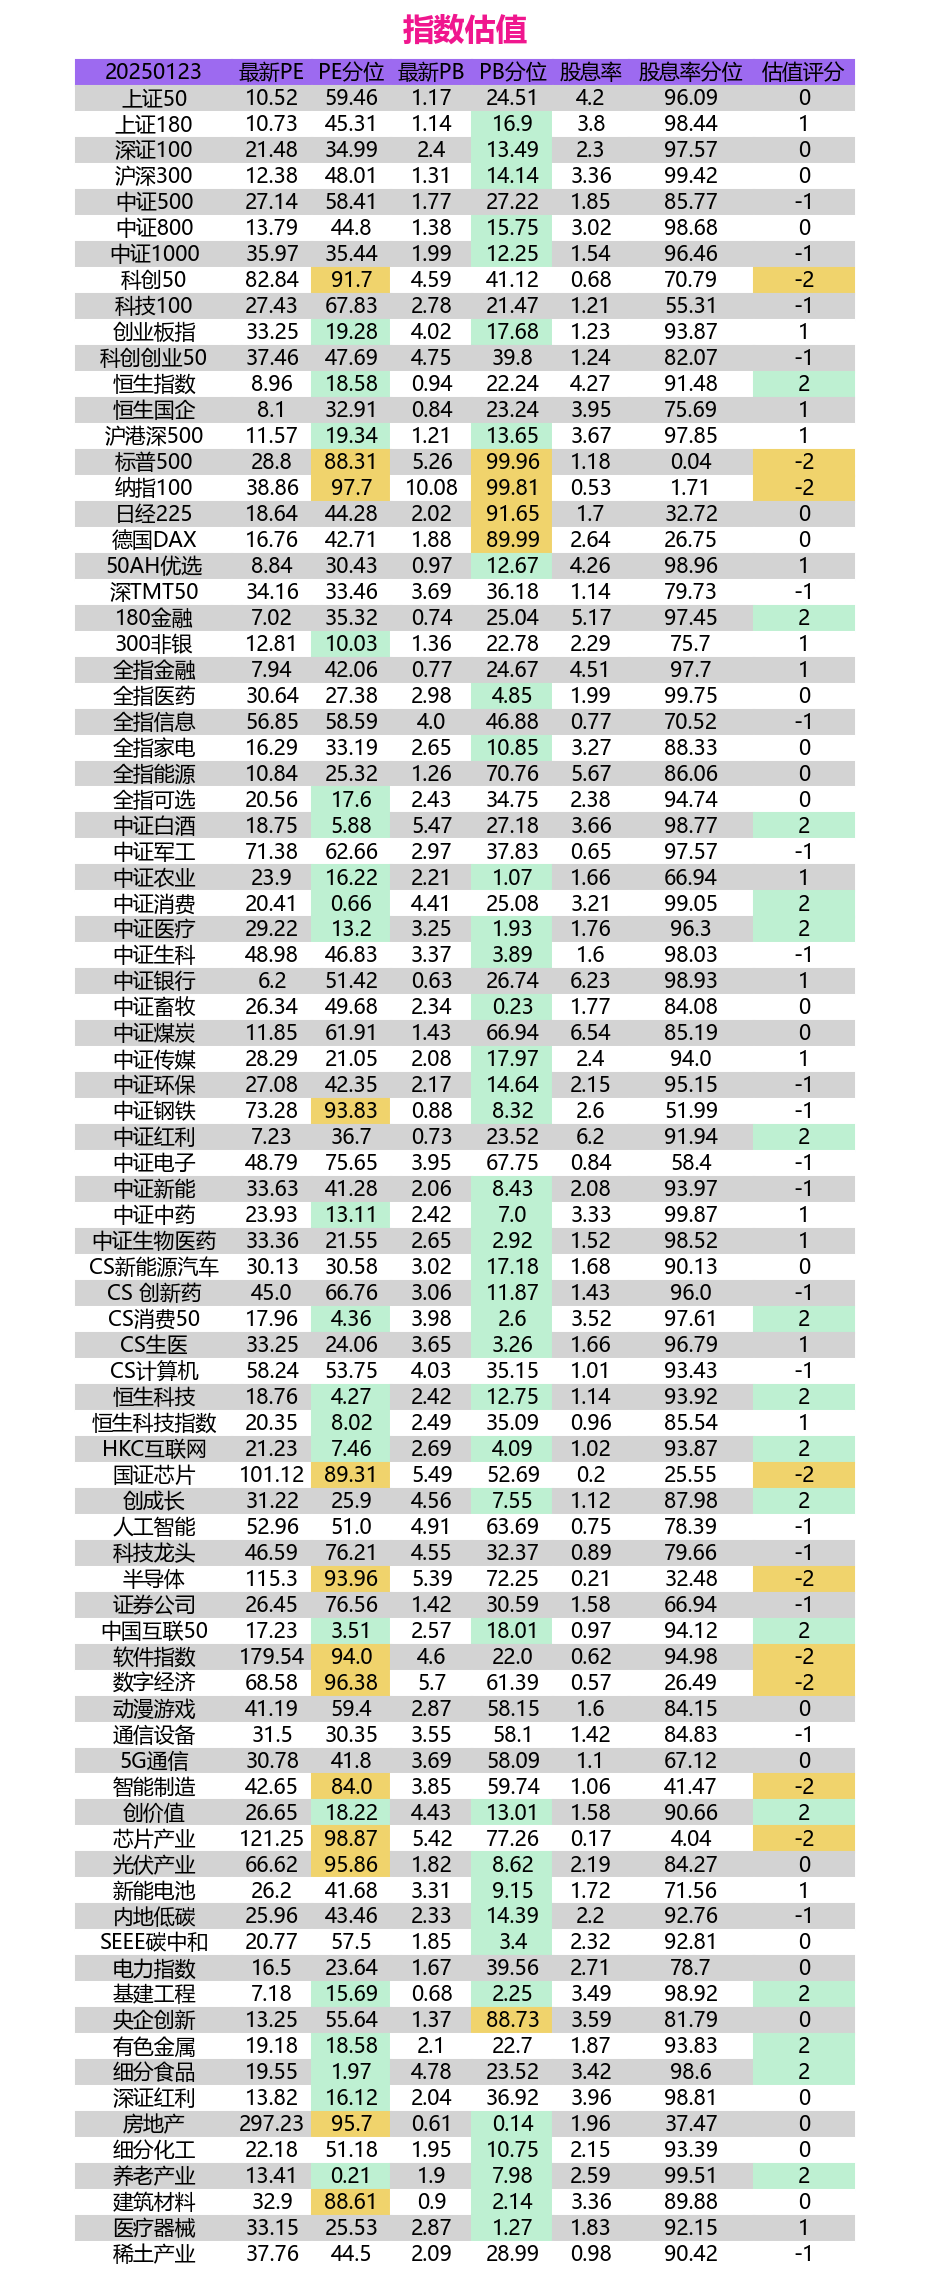 指数估值
20250123 最新PE PE分位 最新PB PB分位 股息率 股息率分位 估值评分
上证50 10.52 59.46 1.17 24.51 4.2 96.09 0
上证180 10.73 45.31 1.14 16.9 3.8 98.44 1
深证100 21.48 34.99 2.4 13.49 2.3 97.57 0
沪深300 12.38 48.01 1.31 14.14 3.36 99.42 0
中证500 27.14 58.41 1.77 27.22 1.85 85.77 -1
中证800 13.79 44.8 1.38 15.75 3.02 98.68 0
中证1000 35.97 35.44 1.99 12.25 1.54 96.46 -1
科创50 82.84 91.7 4.59 41.12 0.68 70.79 -2
科技100 27.43 67.83 2.78 21.47 1.21 55.31 -1
创业板指 33.25 19.28 4.02 17.68 1.23 93.87 1
科创创业50 37.46 47.69 4.75 39.8 1.24 82.07 -1
恒生指数 8.96 18.58 0.94 22.24 4.27 91.48 2
恒生国企 8.1 32.91 0.84 23.24 3.95 75.69 1
沪港深500 11.57 19.34 1.21 13.65 3.67 97.85 1
标普500 28.8 88.31 5.26 99.96 1.18 0.04 -2
纳指100 38.86 97.7 10.08 99.81 0.53 1.71 -2
日经225 18.64 44.28 2.02 91.65 1.7 32.72 0
德国DAX 16.76 42.71 1.88 89.99 2.64 26.75 0
50AH优选 8.84 30.43 0.97 12.67 4.26 98.96 1
深TMT50 34.16 33.46 3.69 36.18 1.14 79.73 -1
180金融 7.02 35.32 0.74 25.04 5.17 97.45 2
300非银 12.81 10.03 1.36 22.78 2.29 75.7 1
全指金融 7.94 42.06 0.77 24.67 4.51 97.7 1
全指医药 30.64 27.38 2.98 4.85 1.99 99.75 0
全指信息 56.85 58.59 4.0 46.88 0.77 70.52 -1
全指家电 16.29 33.19 2.65 10.85 3.27 88.33 0
全指能源 10.84 25.32 1.26 70.76 5.67 86.06 0
全指可选 20.56 17.6 2.43 34.75 2.38 94.74 0
中证白酒 18.75 5.88 5.47 27.18 3.66 98.77 2
中证军工 71.38 62.66 2.97 37.83 0.65 97.57 -1
中证农业 23.9 16.22 2.21 1.07 1.66 66.94 1
中证消费 20.41 0.66 4.41 25.08 3.21 99.05 2
中证医疗 29.22 13.2 3.25 1.93 1.76 96.3 2
中证生科 48.98 46.83 3.37 3.89 1.6 98.03 -1
中证银行 6.2 51.42 0.63 26.74 6.23 98.93 1
中证畜牧 26.34 49.68 2.34 0.23 1.77 84.08 0
中证煤炭 11.85 61.91 1.43 66.94 6.54 85.19 0
中证传媒 28.29 21.05 2.08 17.97 2.4 94.0 1
中证环保 27.08 42.35 2.17 14.64 2.15 95.15 -1
中证钢铁 73.28 93.83 0.88 8.32 2.6 51.99 -1
中证红利 7.23 36.7 0.73 23.52 6.2 91.94 2
中证电子 48.79 75.65 3.95 67.75 0.84 58.4 -1
中证新能 33.63 41.28 2.06 8.43 2.08 93.97 -1
中证中药 23.93 13.11 2.42 7.0 3.33 99.87 1
中证生物医药 33.36 21.55 2.65 2.92 1.52 98.52 1
CS新能源汽车 30.13 30.58 3.02 17.18 1.68 90.13 0
CS 创新药 45.0 66.76 3.06 11.87 1.43 96.0 -1
CS消费50 17.96 4.36 3.98 2.6 3.52 97.61 2
CS生医 33.25 24.06 3.65 3.26 1.66 96.79 1
CS计算机 58.24 53.75 4.03 35.15 1.01 93.43 -1
恒生科技 18.76 4.27 2.42 12.75 1.14 93.92 2
恒生科技指数 20.35 8.02 2.49 35.09 0.96 85.54 1
HKC互联网 21.23 7.46 2.69 4.09 1.02 93.87 2
国证芯片 101.12 89.31 5.49 52.69 0.2 25.55 -2
创成长 31.22 25.9 4.56 7.55 1.12 87.98 2
人工智能 52.96 51.0 4.91 63.69 0.75 78.39 -1
科技龙头 46.59 76.21 4.55 32.37 0.89 79.66 -1
半导体 115.3 93.96 5.39 72.25 0.21 32.48 -2
证券公司 26.45 76.56 1.42 30.59 1.58 66.94 -1
中国互联50 17.23 3.51 2.57 18.01 0.97 94.12 2
软件指数 179.54 94.0 4.6 22.0 0.62 94.98 -2
数字经济 68.58 96.38 5.7 61.39 0.57 26.49 -2
动漫游戏 41.19 59.4 2.87 58.15 1.6 84.15 0
通信设备 31.5 30.35 3.55 58.1 1.42 84.83 -1
5G通信 30.78 41.8 3.69 58.09 1.1 67.12 0
智能制造 42.65 84.0 3.85 59.74 1.06 41.47 -2
创价值 26.65 18.22 4.43 13.01 1.58 90.66 2
芯片产业 121.25 98.87 5.42 77.26 0.17 4.04 -2
光伏产业 66.62 95.86 1.82 8.62 2.19 84.27 0
新能电池 26.2 41.68 3.31 9.15 1.72 71.56 1
内地低碳 25.96 43.46 2.33 14.39 2.2 92.76 -1
SEEE碳中和 20.77 57.5 1.85 3.4 2.32 92.81 0
电力指数 16.5 23.64 1.67 39.56 2.71 78.7 0
基建工程 7.18 15.69 0.68 2.25 3.49 98.92 2
央企创新 13.25 55.64 1.37 88.73 3.59 81.79 0
有色金属 19.18 18.58 2.1 22.7 1.87 93.83 2
细分食品 19.55 1.97 4.78 23.52 3.42 98.6 2
深证红利 13.82 16.12 2.04 36.92 3.96 98.81 0
房地产 297.23 95.7 0.61 0.14 1.96 37.47 0
细分化工 22.18 51.18 1.95 10.75 2.15 93.39 0
养老产业 13.41 0.21 1.9 7.98 2.59 99.51 2
建筑材料 32.9 88.61 0.9 2.14 3.36 89.88 0
医疗器械 33.15 25.53 2.87 1.27 1.83 92.15 1
稀土产业 37.76 44.5 2.09 28.99 0.98 90.42 -1